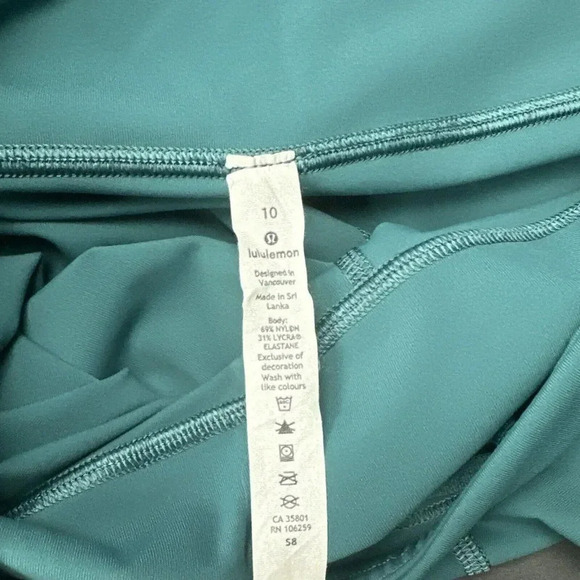 10
lululemon
Designed in
Vancouver
Made in Sri
Lanka
Body:
69% NYLON
31% LYCRA®
ELASTANE
Exclusive of
decoration
Wash with
like colours
CA 35801
RN 106259
S8